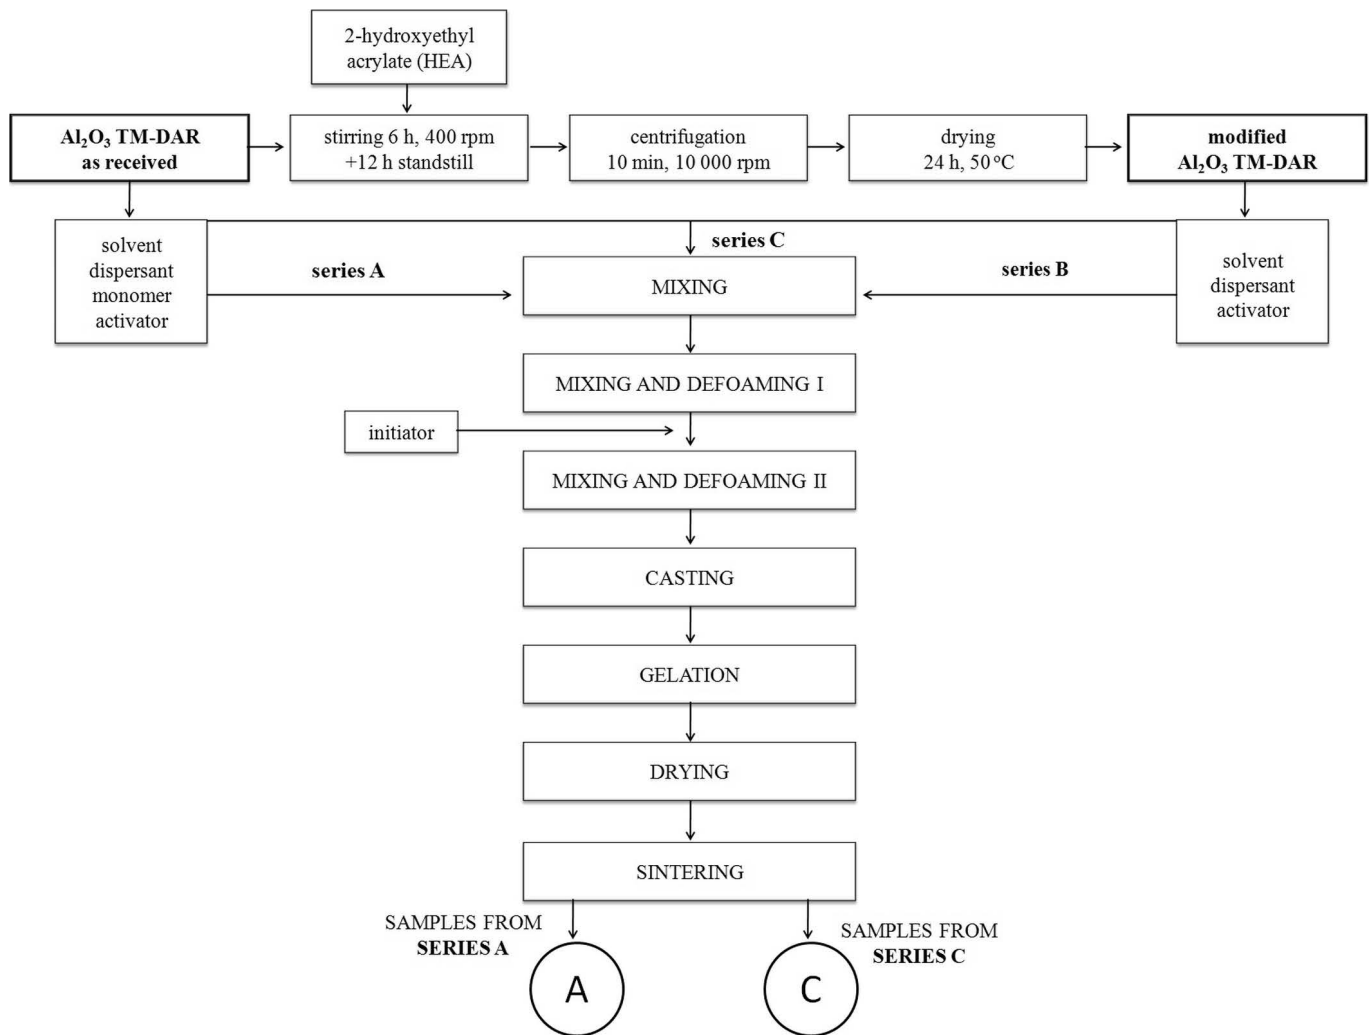 2-hydroxyethyl
acrylate (HEA)
Al₂O₃ TM-DAR
as received
stirring 6 h, 400 rpm
+12 h standstill
centrifugation
10 min, 10 000 rpm
drying
24 h, 50 °C
modified
Al₂O₃ TM-DAR
solvent
dispersant
monomer
activator
series A
series C
series B
solvent
dispersant
activator
MIXING
MIXING AND DEFOAMING I
initiator
MIXING AND DEFOAMING II
CASTING
GELATION
DRYING
SINTERING
SAMPLES FROM
SERIES A
A
C
SAMPLES FROM
SERIES C